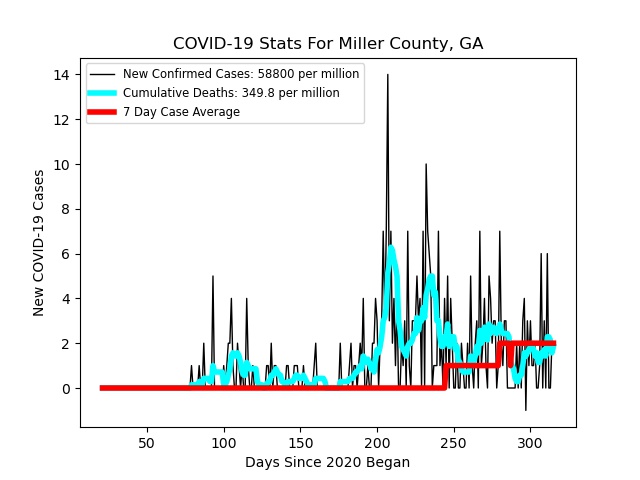 COVID-19 Stats For Miller County, GA
New Confirmed Cases: 58800 per million
Cumulative Deaths: 349.8 per million
7 Day Case Average
New COVID-19 Cases
14
12
10
8
6
4
2
0
50
100
150
200
250
300
Days Since 2020 Began